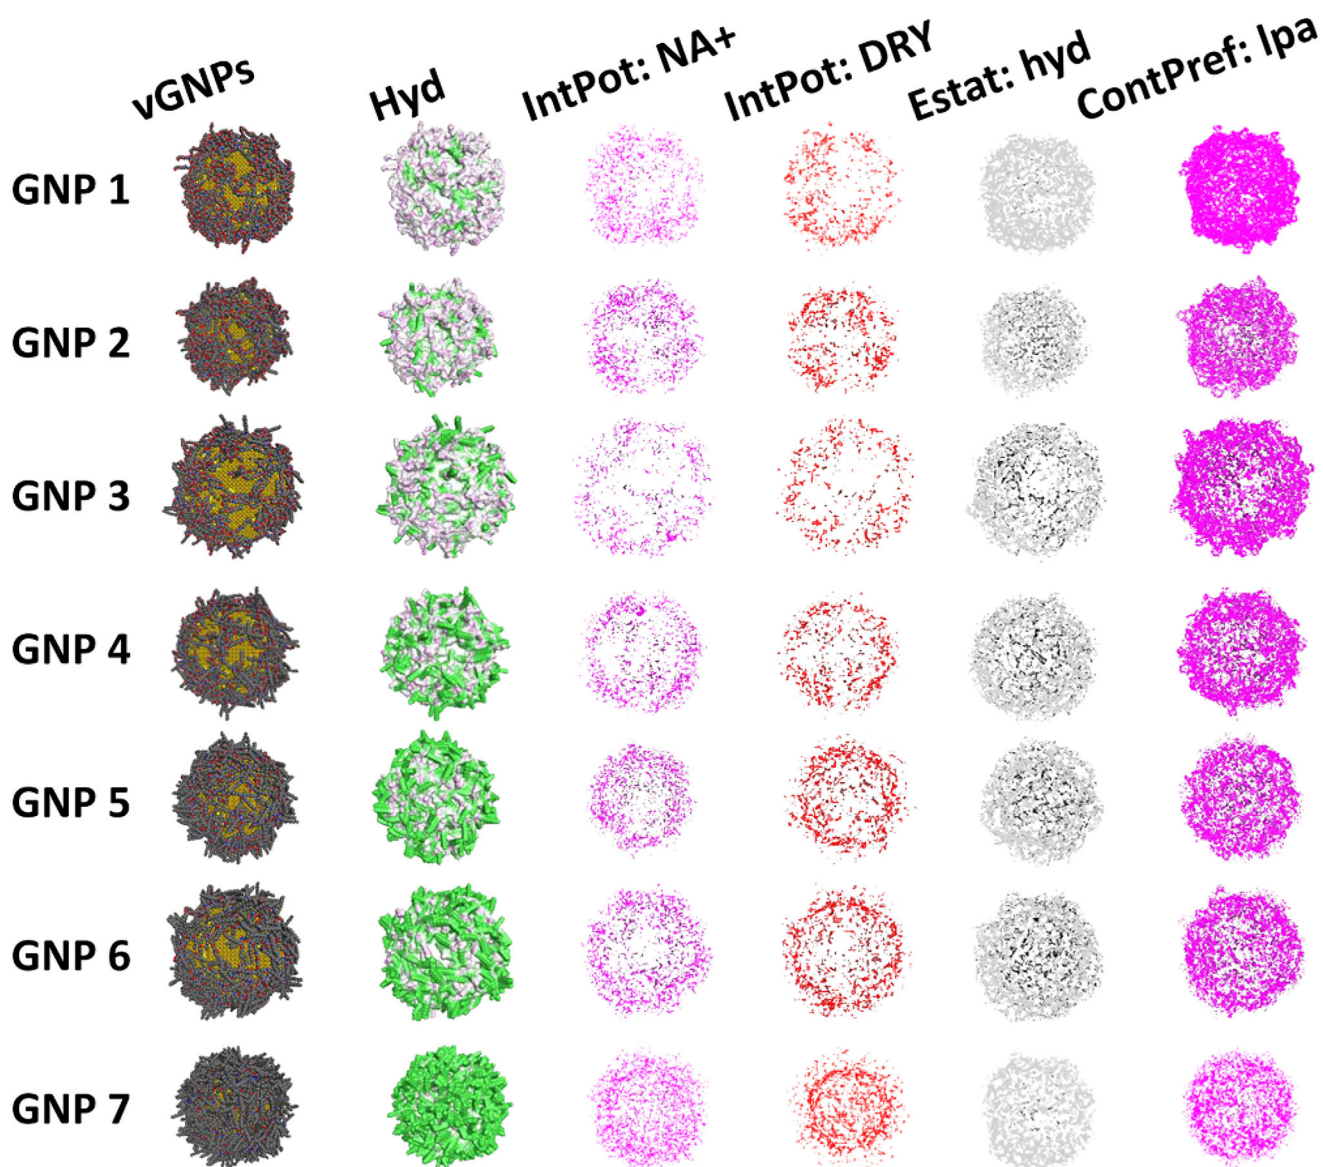 vGNPs
Hyd
IntPot: NA+
IntPot: DRY
Estat: hyd
ContPref: lpa
GNP 1
GNP 2
GNP 3
GNP 4
GNP 5
GNP 6
GNP 7